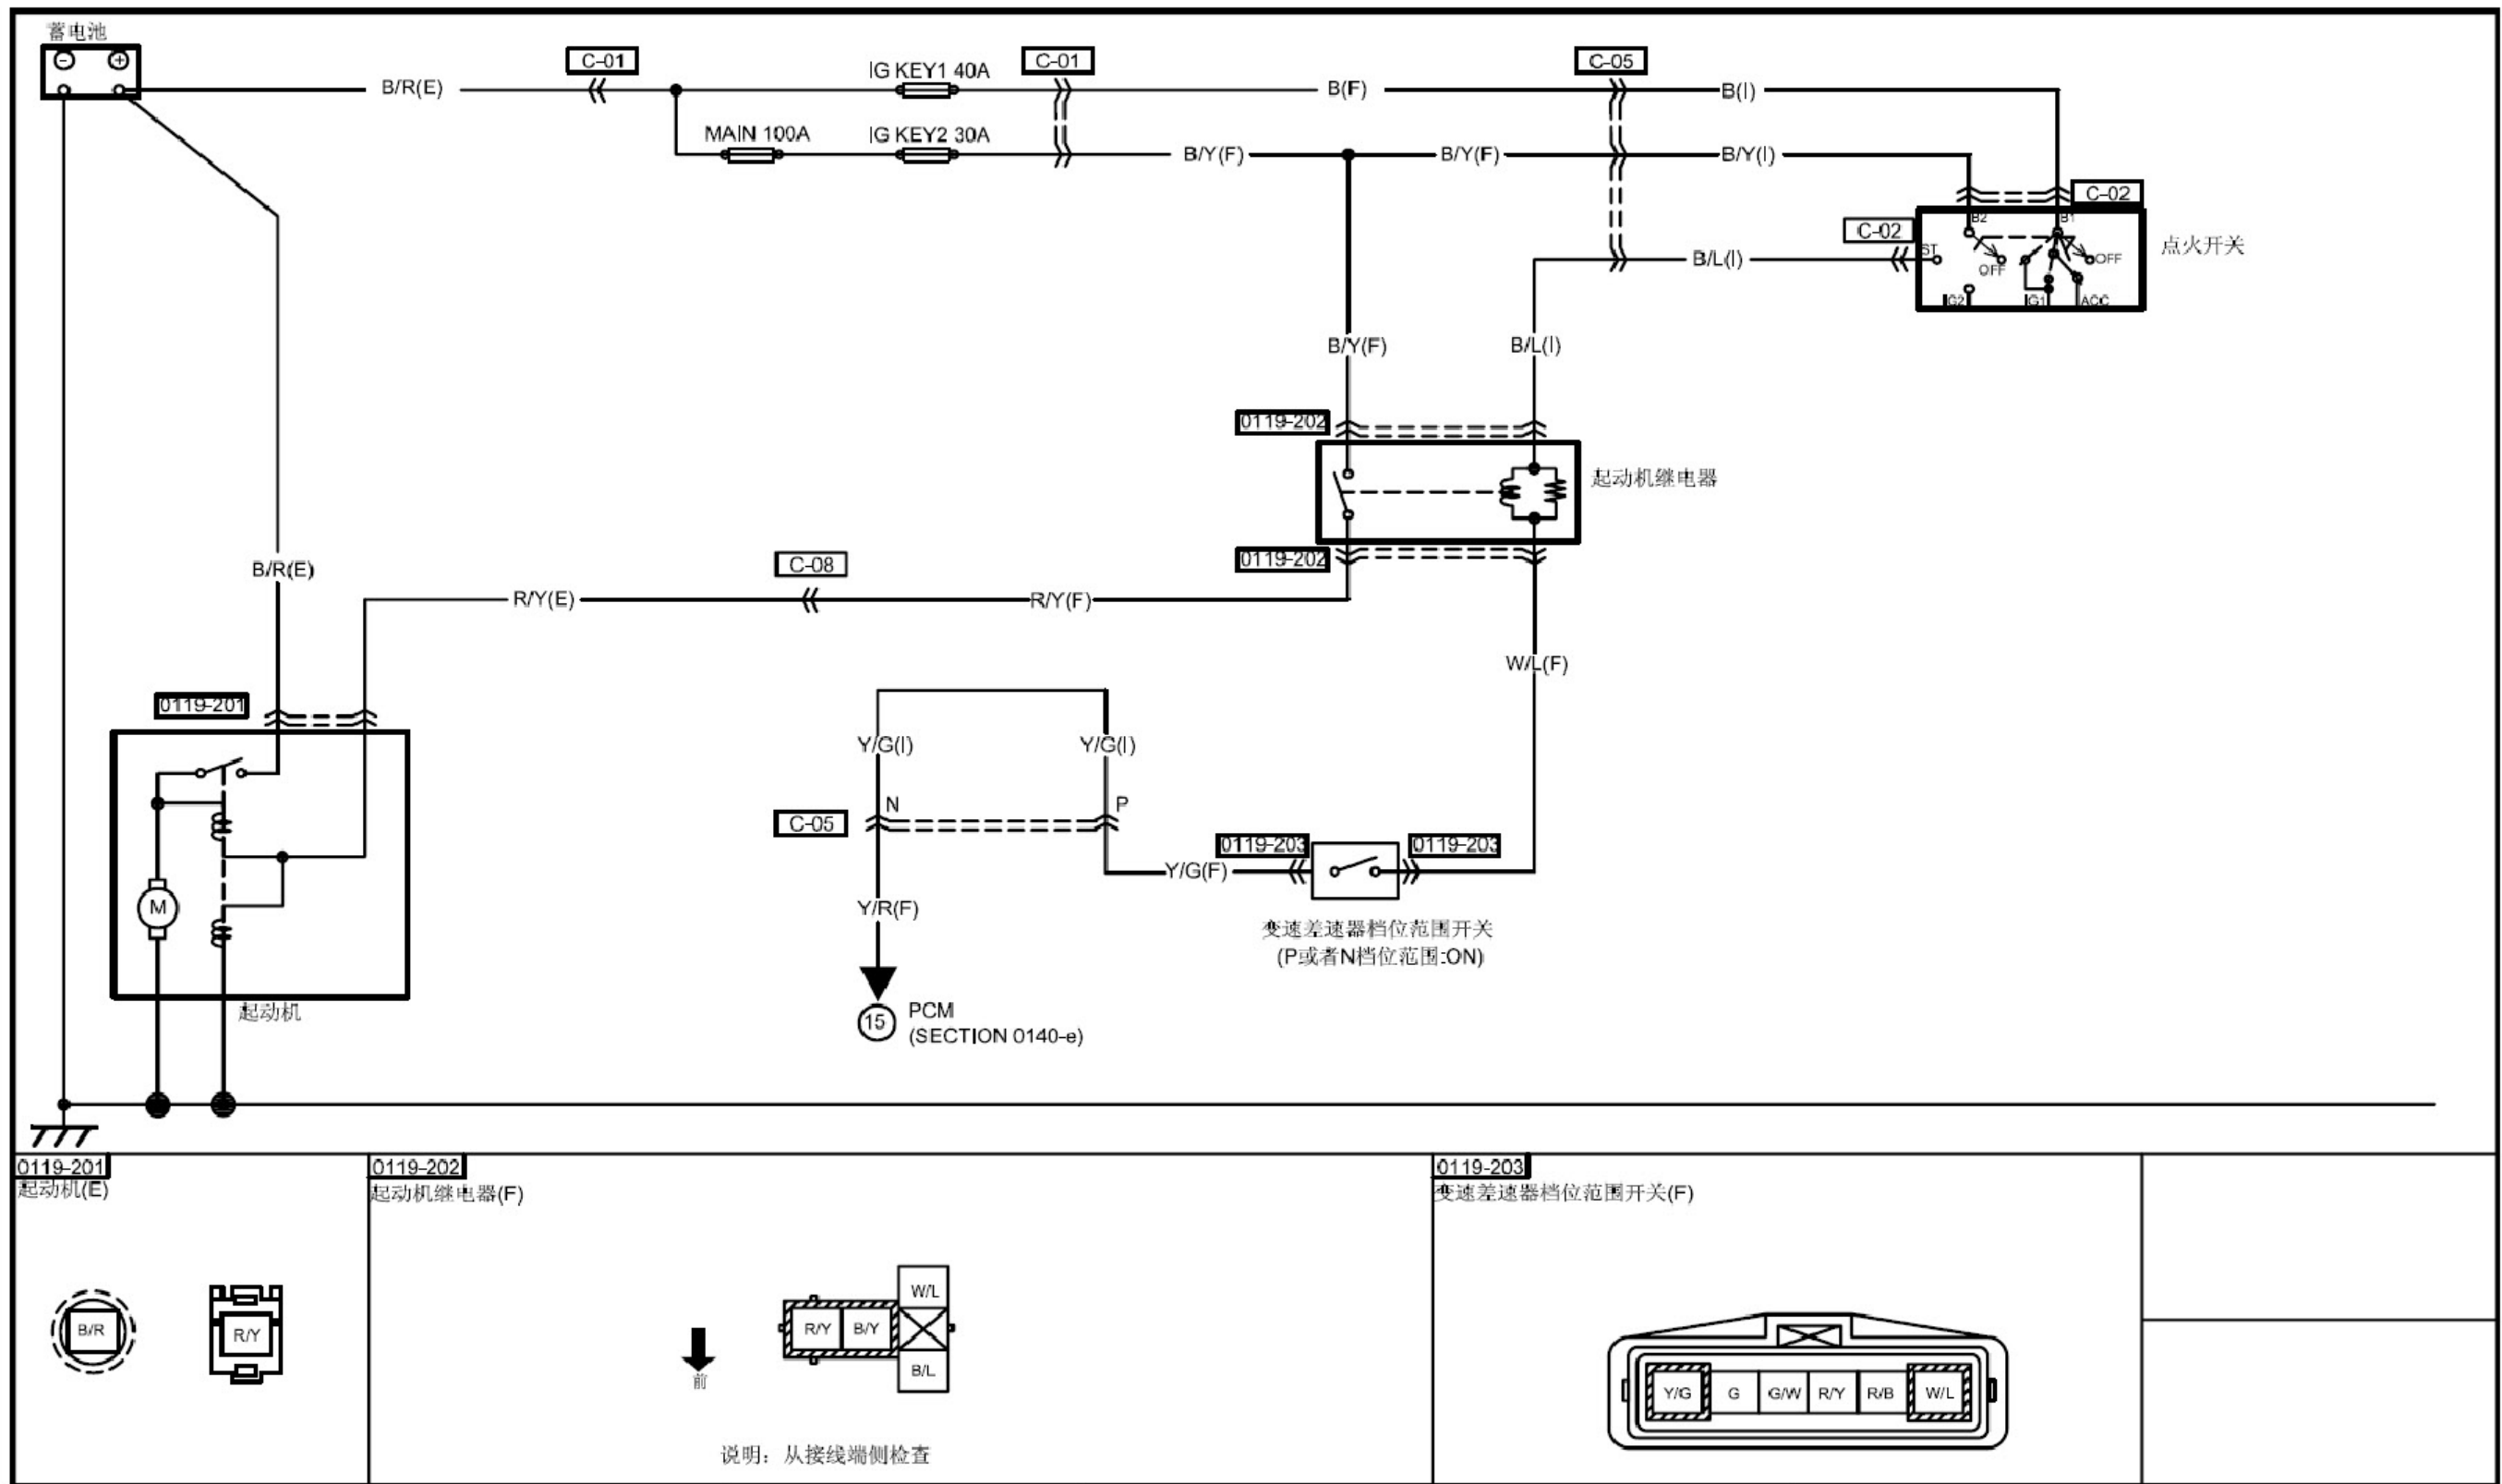 蓄电池
B/R(E)
C-01
IG KEY1 40A
C-01
B(F)
C-05
B(I)
MAIN 100A
IG KEY2 30A
B/Y(F)
B/Y(F)
B/Y(I)
C-02
C-02
B2
B1
ST
OFF
OFF
IG2
IG1
ACC
点火开关
B/L(I)
B/Y(F)
B/L(I)
0119-202
起动机继电器
0119-202
B/R(E)
C-08
R/Y(E)
R/Y(F)
W/L(F)
0119-201
Y/G(I)
Y/G(I)
N
P
C-05
0119-203
0119-203
Y/G(F)
M
Y/R(F)
变速差速器档位范围开关
(P或者N档位范围:ON)
起动机
15
PCM
(SECTION 0140-e)
0119-201
起动机(E)
B/R
R/Y
0119-202
起动机继电器(F)
前
W/L
R/Y
B/Y
B/L
说明：从接线端侧检查
0119-203
变速差速器档位范围开关(F)
Y/G
G
G/W
R/Y
R/B
W/L